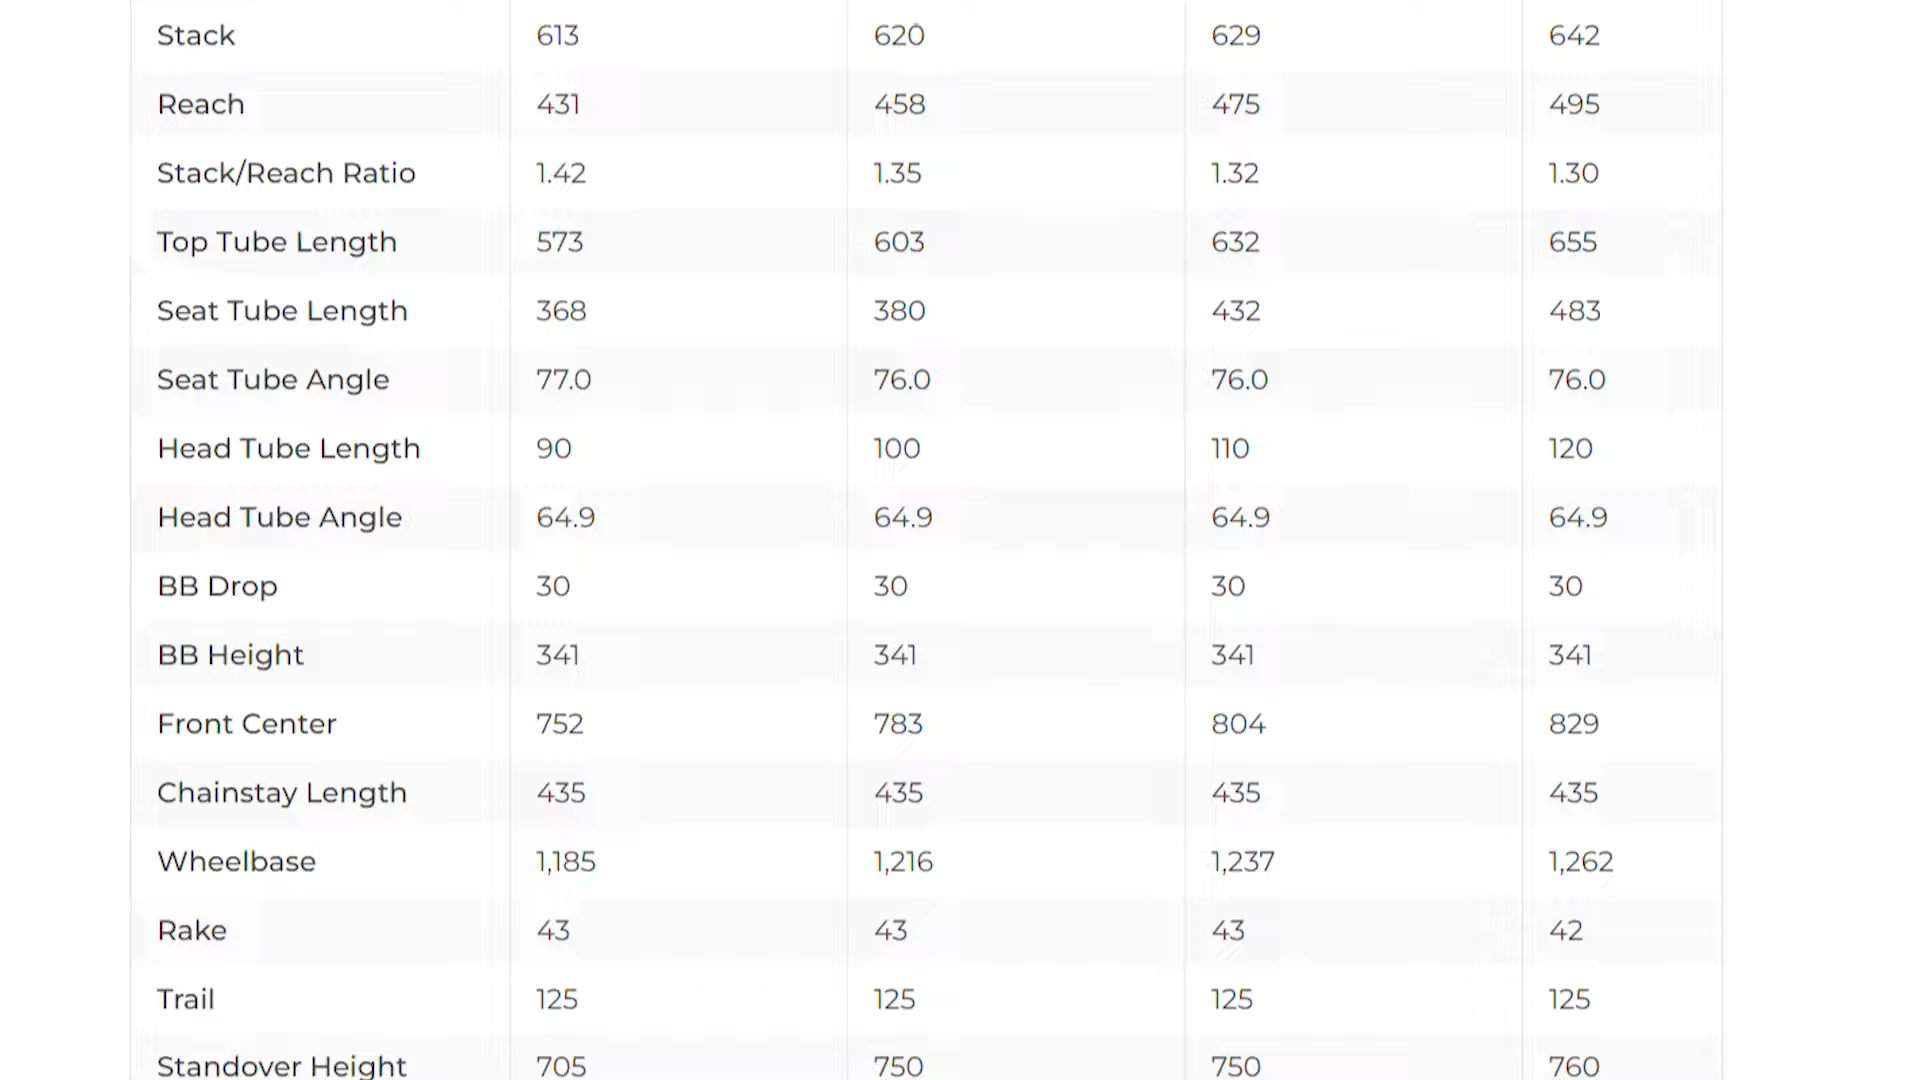 Stack 613 620 629 642
Reach 431 458 475 495
Stack/Reach Ratio 1.42 1.35 1.32 1.30
Top Tube Length 573 603 632 655
Seat Tube Length 368 380 432 483
Seat Tube Angle 77.0 76.0 76.0 76.0
Head Tube Length 90 100 110 120
Head Tube Angle 64.9 64.9 64.9 64.9
BB Drop 30 30 30 30
BB Height 341 341 341 341
Front Center 752 783 804 829
Chainstay Length 435 435 435 435
Wheelbase 1,185 1,216 1,237 1,262
Rake 43 43 43 42
Trail 125 125 125 125
Standover Height 705 750 750 760